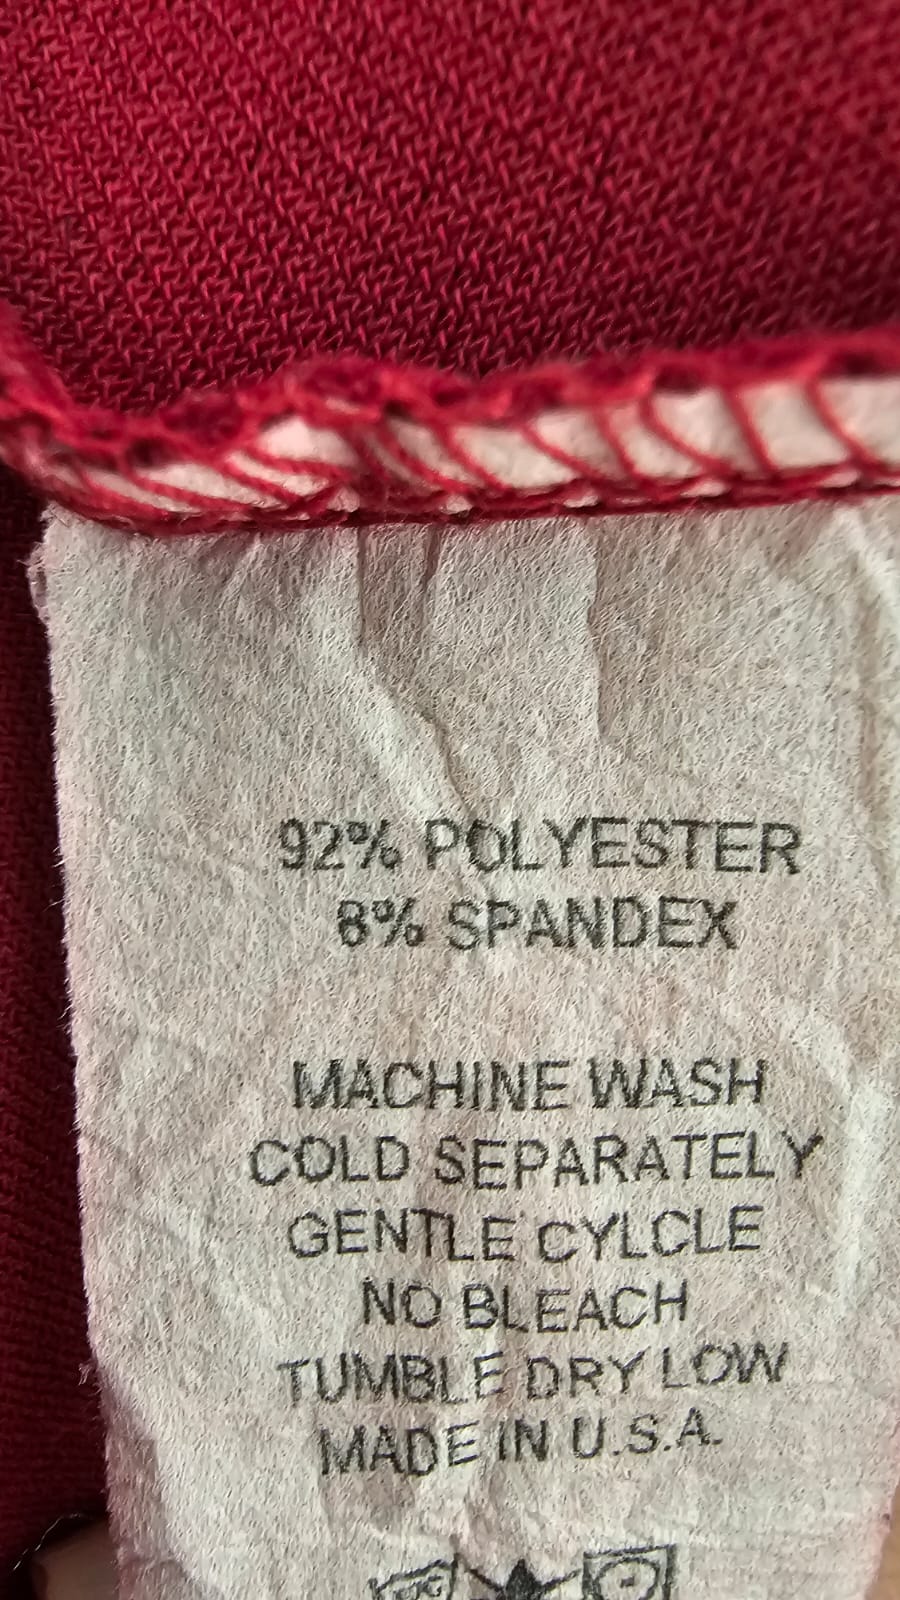 92% POLYESTER
8% SPANDEX
MACHINE WASH
COLD SEPARATELY
GENTLE CYLCLE
NO BLEACH
TUMBLE DRY LOW
MADE IN U.S.A.